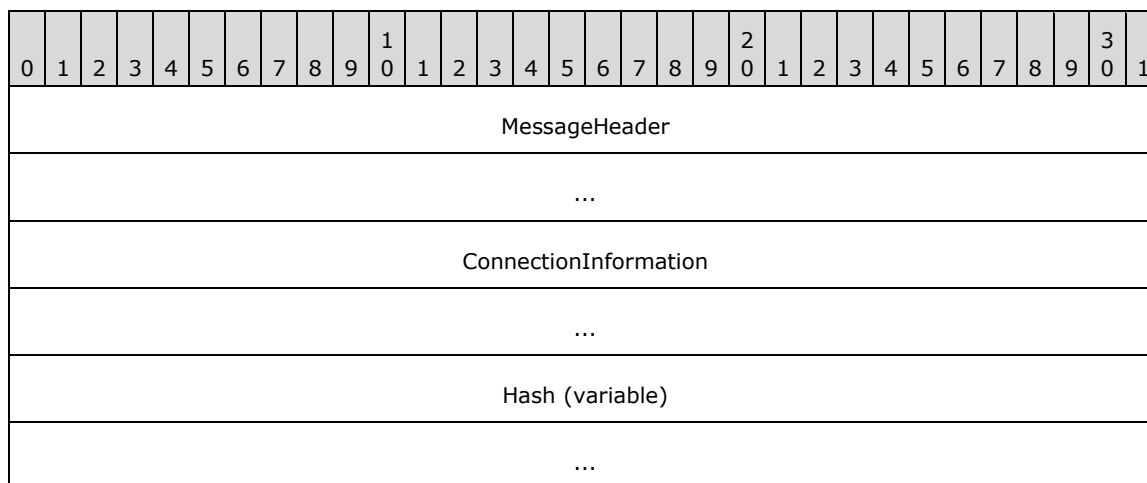 1 2 3
0 1 2 3 4 5 6 7 8 9 0 1 2 3 4 5 6 7 8 9 0 1 2 3 4 5 6 7 8 9 0 1
MessageHeader
...
ConnectionInformation
...
Hash (variable)
...